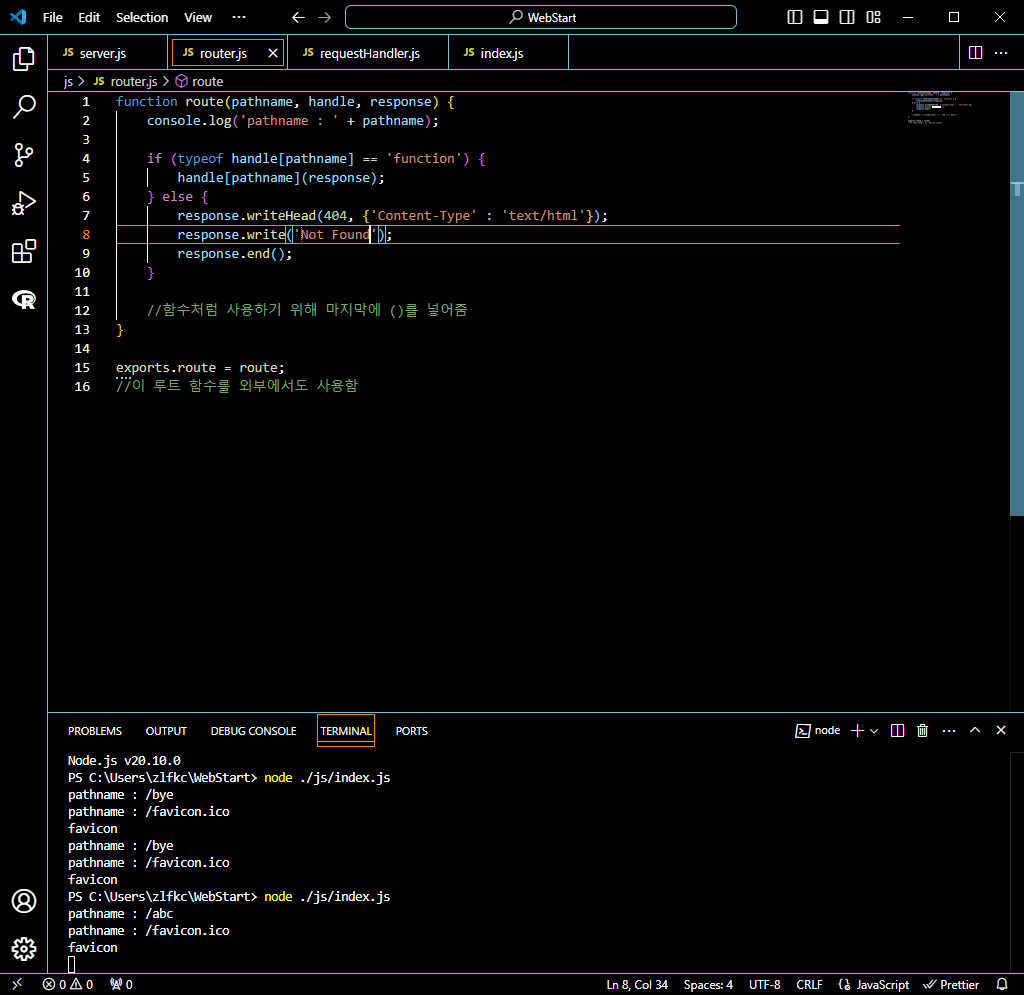 File Edit Selection View ··· WebStart
JS server.js JS router.js JS requestHandler.js JS index.js
js > JS router.js > route
1 function route(pathname, handle, response) {
2 console.log('pathname : ' + pathname);
3
4 if (typeof handle[pathname] == 'function') {
5 handle[pathname](response);
6 } else {
7 response.writeHead(404, {'Content-Type' : 'text/html'});
8 response.write('Not Found');
9 response.end();
10 }
11
12 //함수처럼 사용하기 위해 마지막에 ()를 넣어줌
13 }
14
15 exports.route = route;
16 //이 루트 함수를 외부에서도 사용함
PROBLEMS OUTPUT DEBUG CONSOLE TERMINAL PORTS node
Node.js v20.10.0
PS C:\Users\zlfkc\WebStart> node ./js/index.js
pathname : /bye
pathname : /favicon.ico
favicon
pathname : /bye
pathname : /favicon.ico
favicon
PS C:\Users\zlfkc\WebStart> node ./js/index.js
pathname : /abc
pathname : /favicon.ico
favicon
0 0 0 Ln 8, Col 34 Spaces: 4 UTF-8 CRLF JavaScript Prettier